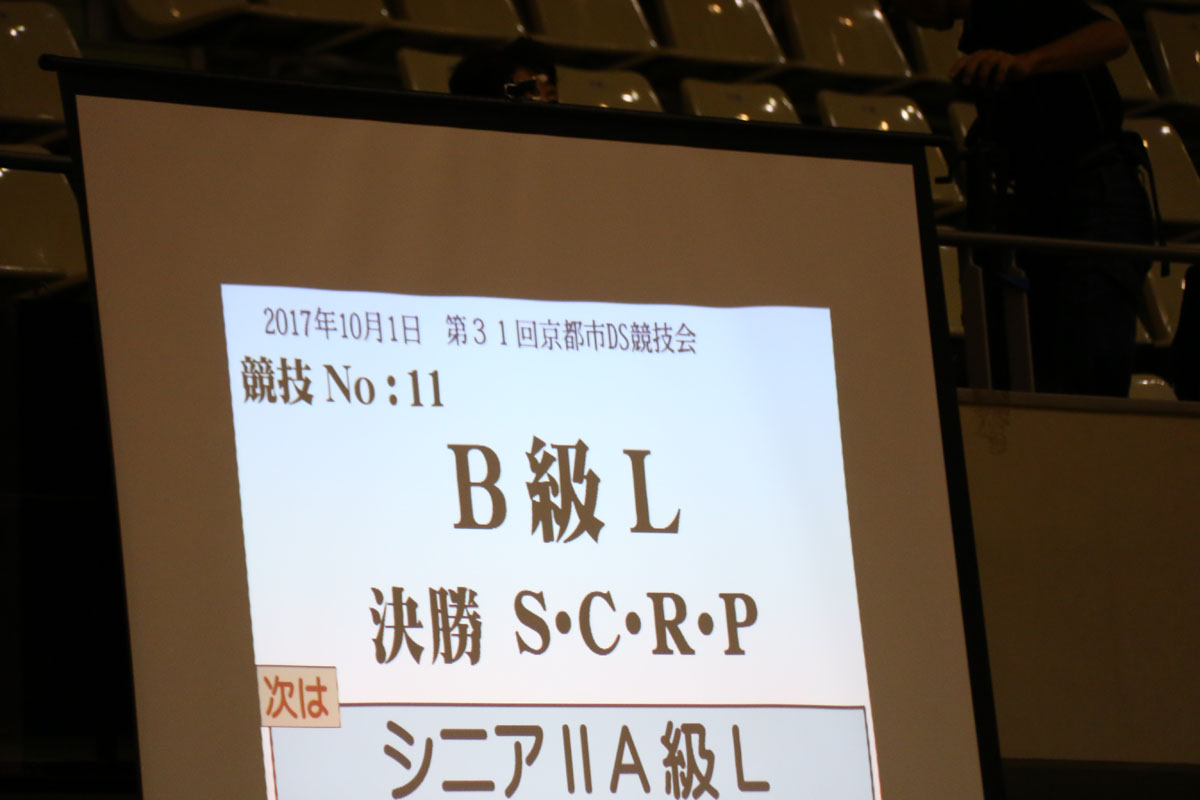 2017年10月1日　第３１回京都市DS競技会
競技 No：11
B級L
決勝 S・C・R・P
次は
シニアⅡA級L